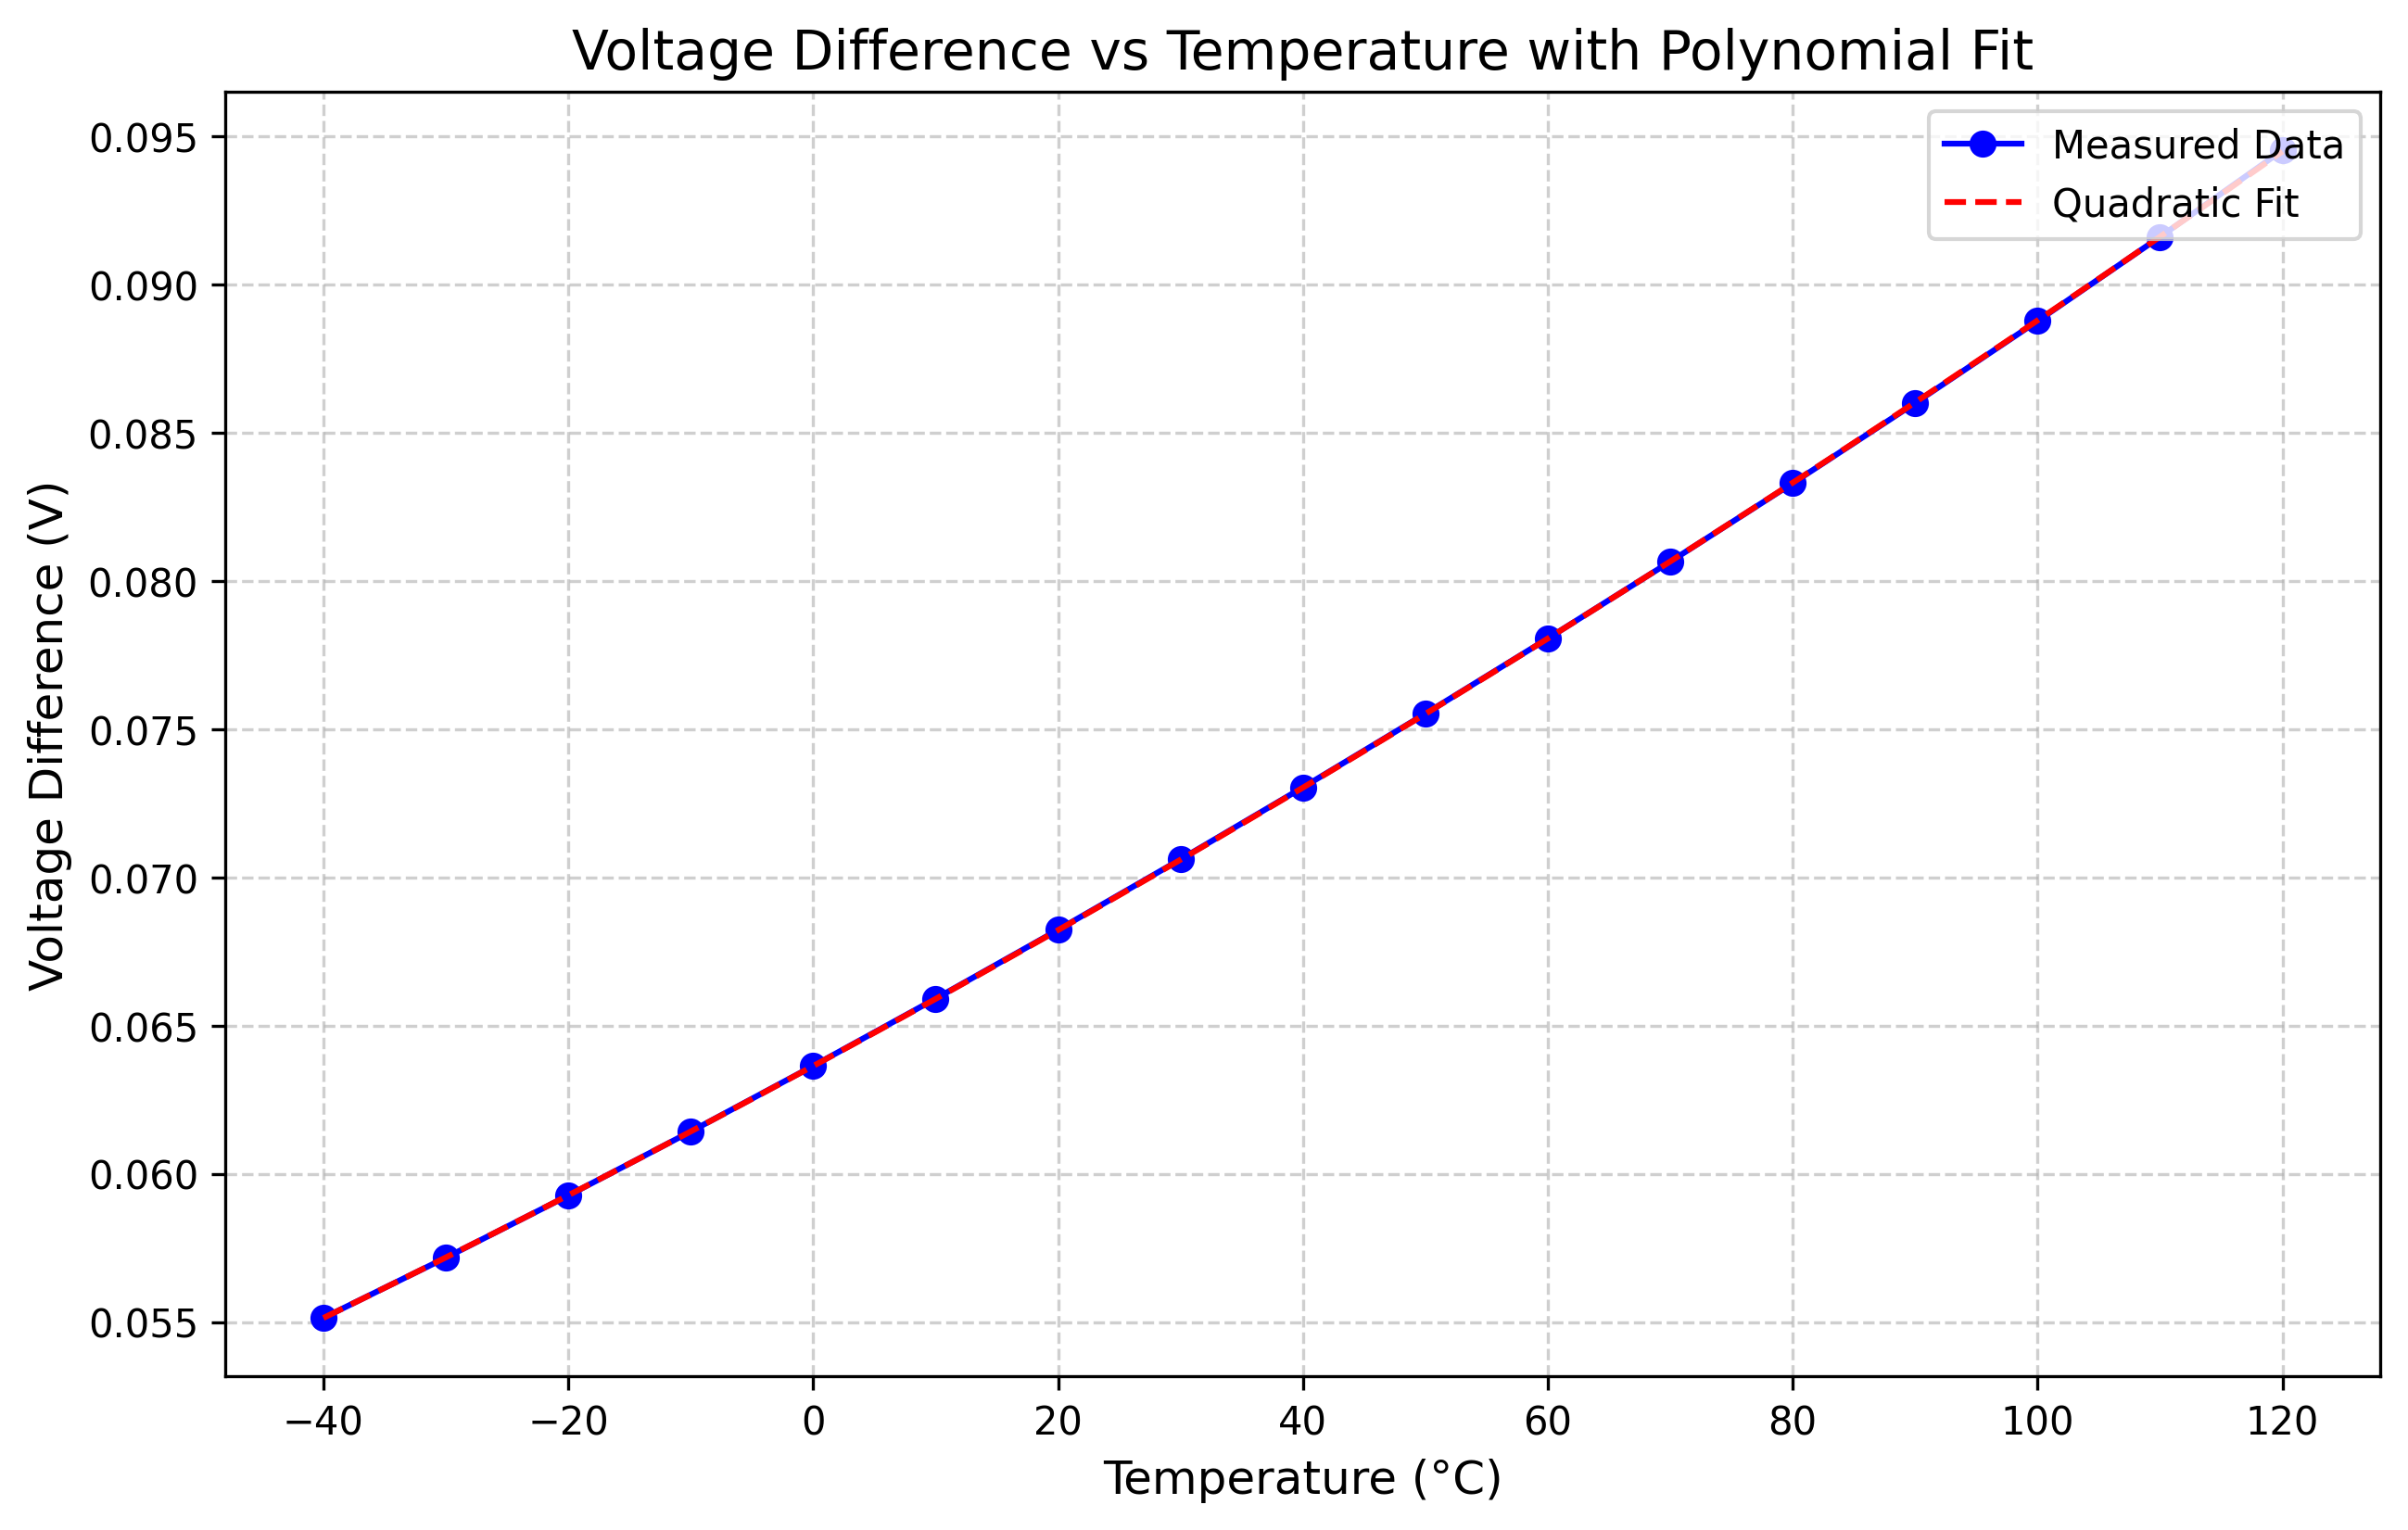 Voltage Difference vs Temperature with Polynomial Fit
Measured Data
Quadratic Fit
Voltage Difference (V)
0.095
0.090
0.085
0.080
0.075
0.070
0.065
0.060
0.055
−40 −20 0 20 40 60 80 100 120
Temperature (°C)